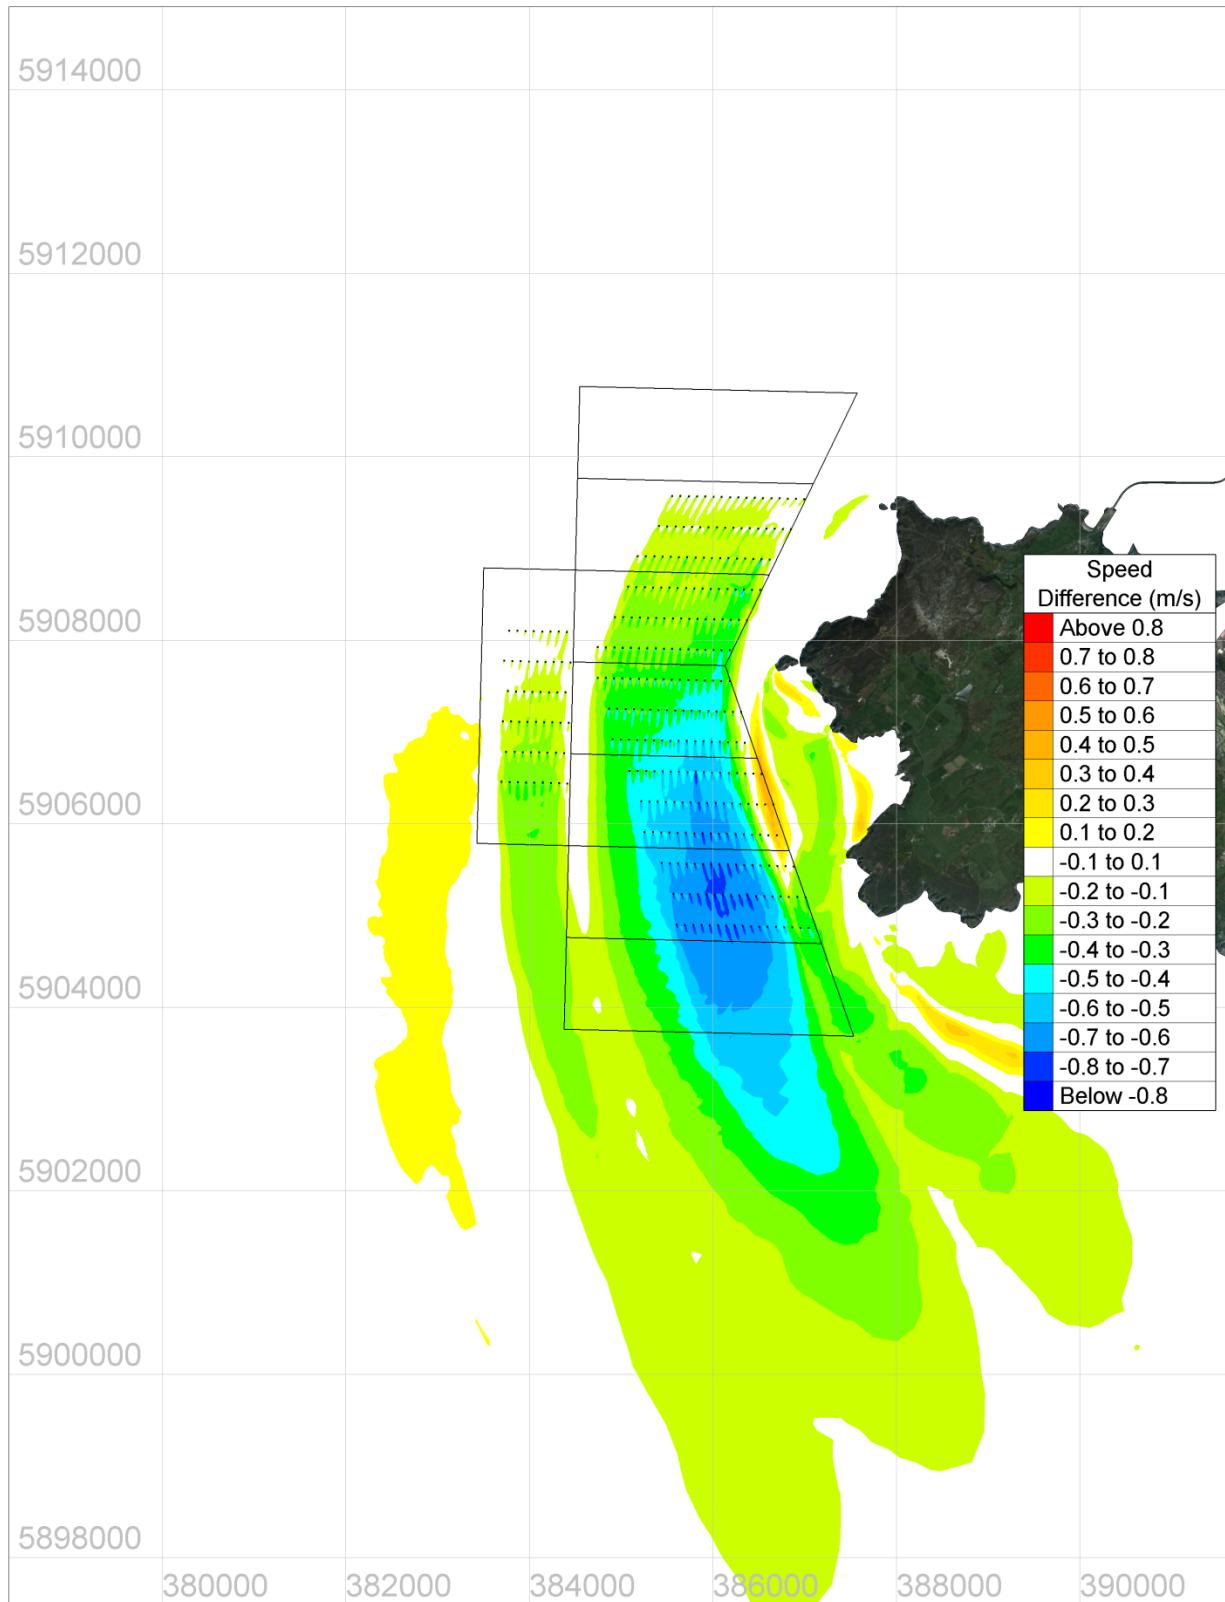 5914000
5912000
5910000
5908000
5906000
5904000
5902000
5900000
5898000
380000
382000
384000
386000
388000
390000
Speed
Difference (m/s)
Above 0.8
0.7 to 0.8
0.6 to 0.7
0.5 to 0.6
0.4 to 0.5
0.3 to 0.4
0.2 to 0.3
0.1 to 0.2
-0.1 to 0.1
-0.2 to -0.1
-0.3 to -0.2
-0.4 to -0.3
-0.5 to -0.4
-0.6 to -0.5
-0.7 to -0.6
-0.8 to -0.7
Below -0.8